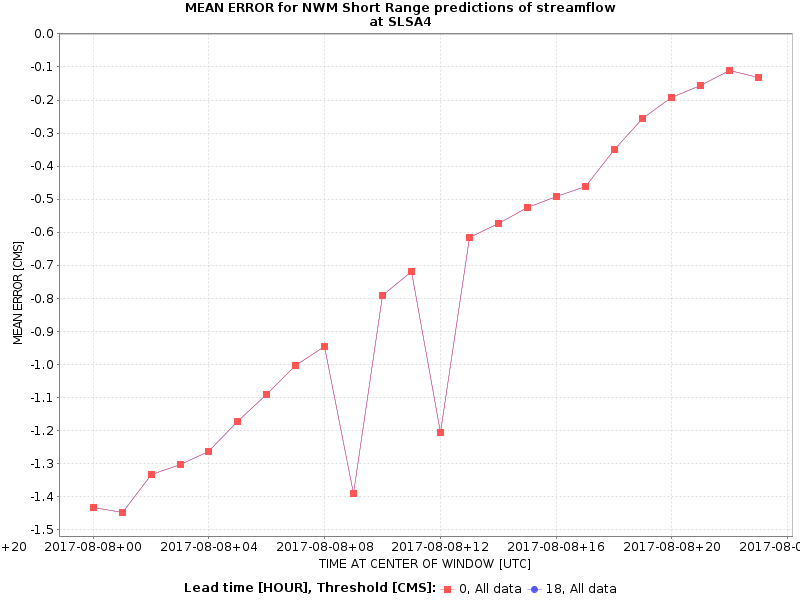 MEAN ERROR for NWM Short Range predictions of streamflow
at SLSA4
0.0
-0.1
-0.2
-0.3
-0.4
-0.5
-0.6
-0.7
-0.8
-0.9
-1.0
-1.1
-1.2
-1.3
-1.4
-1.5
MEAN ERROR [CMS]
+20 2017-08-08+00 2017-08-08+04 2017-08-08+08 2017-08-08+12 2017-08-08+16 2017-08-08+20 2017-08-0
TIME AT CENTER OF WINDOW [UTC]
Lead time [HOUR], Threshold [CMS]: 0, All data 18, All data